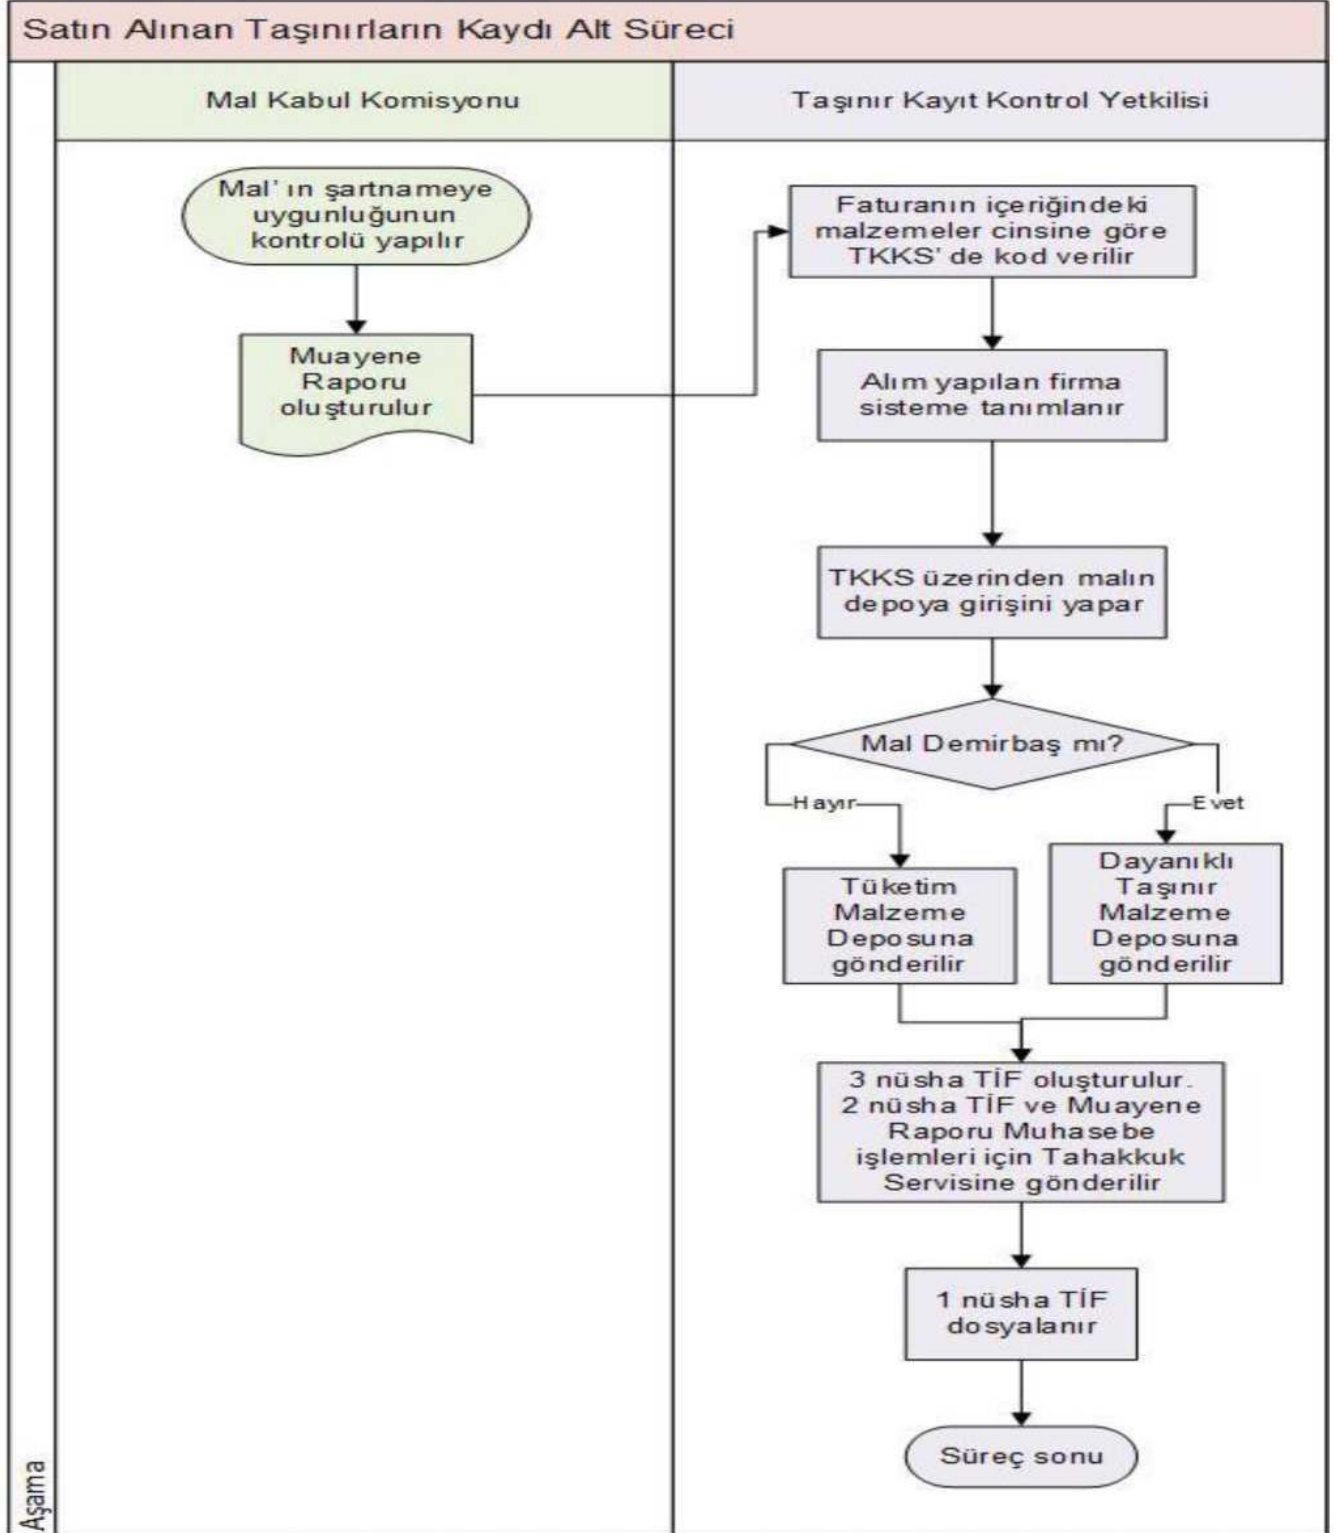 Satın Alınan Taşınırların Kaydı Alt Süreci
Mal Kabul Komisyonu
Taşınır Kayıt Kontrol Yetkilisi
Mal' ın şartnameye
uygunluğunun
kontrolü yapılır
Muayene
Raporu
oluşturulur
Faturanın içeriğindeki
malzemeler cinsine göre
TKKS' de kod verilir
Alım yapılan firma
sisteme tanımlanır
TKKS üzerinden malın
depoya girişini yapar
Mal Demirbaş mı?
Hayır
Evet
Tüketim
Malzeme
Deposuna
gönderilir
Dayanıklı
Taşınır
Malzeme
Deposuna
gönderilir
3 nüsha TİF oluşturulur.
2 nüsha TİF ve Muayene
Raporu Muhasebe
işlemleri için Tahakkuk
Servisine gönderilir
1 nüsha TİF
dosyalanır
Süreç sonu
Aşama